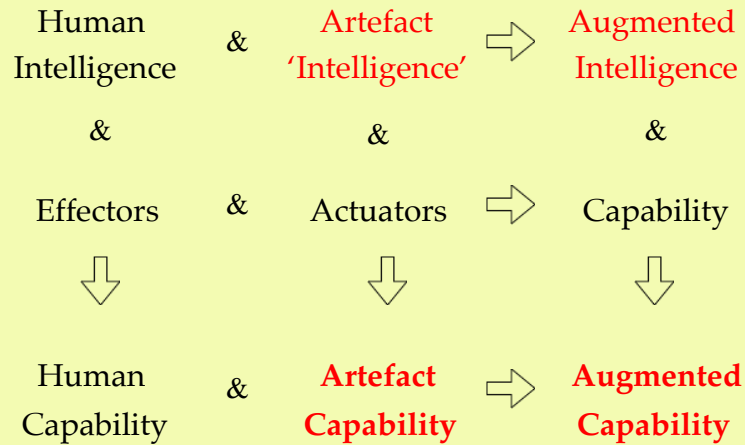 Human & Artefact Augmented
Intelligence 'Intelligence' Intelligence
& & &
Effectors & Actuators Capability
Human & Artefact Augmented
Capability Capability Capability